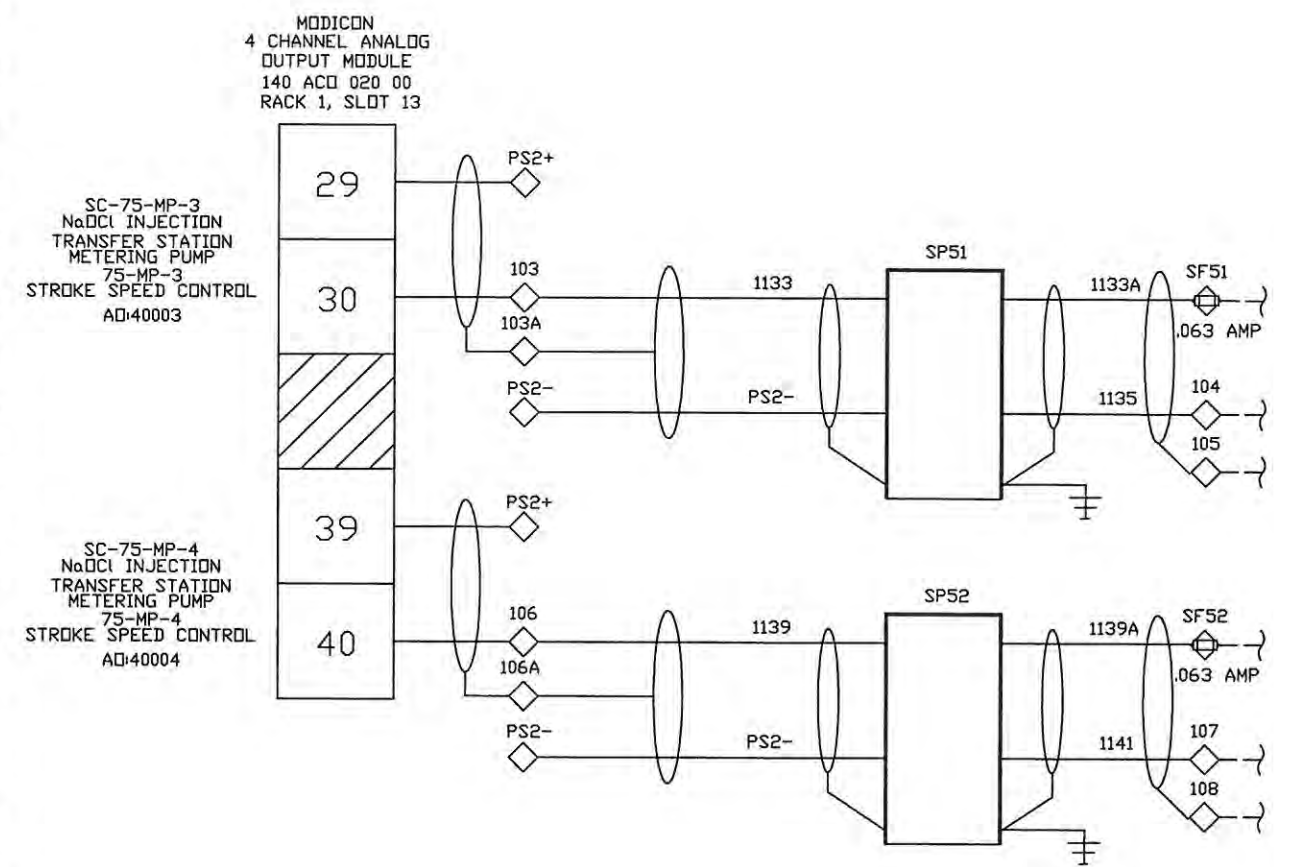 MODICON
4 CHANNEL ANALOG
OUTPUT MODULE
140 ACO 020 00
RACK 1, SLOT 13
SC-75-MP-3
NaOCl INJECTION
TRANSFER STATION
METERING PUMP
75-MP-3
STROKE SPEED CONTROL
AO:40003
29
30
PS2+
103
103A
PS2-
1133
PS2-
SP51
1133A
1135
SF51
.063 AMP
104
105
SC-75-MP-4
NaOCl INJECTION
TRANSFER STATION
METERING PUMP
75-MP-4
STROKE SPEED CONTROL
AO:40004
39
40
PS2+
106
106A
PS2-
1139
PS2-
SP52
1139A
1141
SF52
.063 AMP
107
108